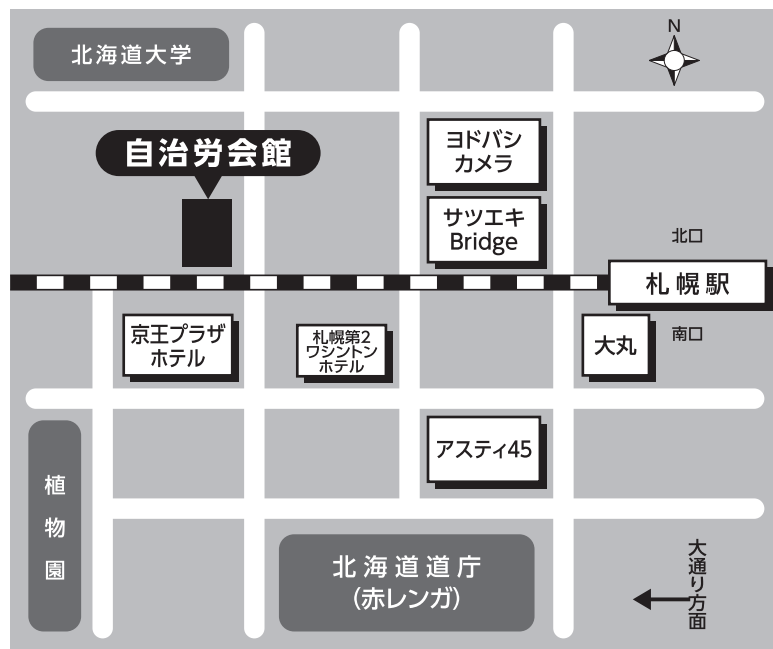 北海道大学
N
自治労会館
ヨドバシ
カメラ
サツエキ
Bridge
北口
札幌駅
京王プラザ
ホテル
札幌第2
ワシントン
ホテル
大丸
南口
アスティ45
植物園
北海道道庁
(赤レンガ)
大通り方面